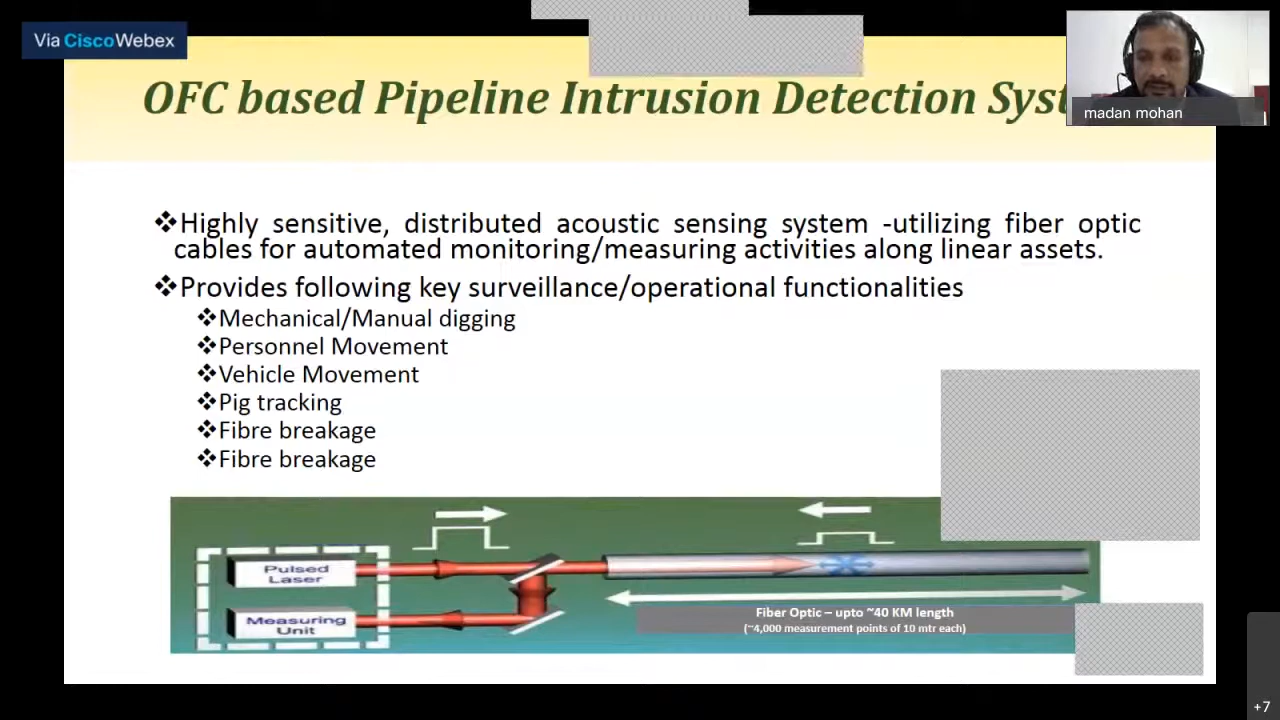 Via Cisco Webex
OFC based Pipeline Intrusion Detection Syst
madan mohan
❖Highly sensitive, distributed acoustic sensing system -utilizing fiber optic
cables for automated monitoring/measuring activities along linear assets.
❖Provides following key surveillance/operational functionalities
❖Mechanical/Manual digging
❖Personnel Movement
❖Vehicle Movement
❖Pig tracking
❖Fibre breakage
❖Fibre breakage
Pulsed
Laser
Measuring
Unit
Fiber Optic – upto ~40 KM length
(~4,000 measurement points of 10 mtr each)
+7